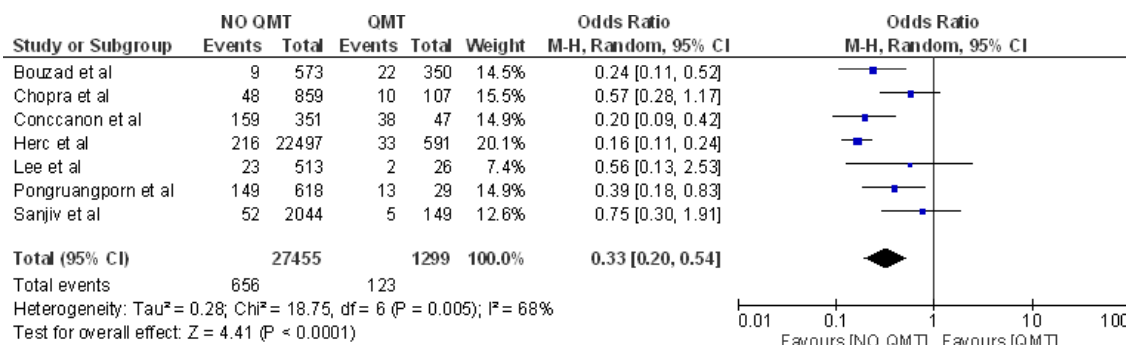 NO QMT QMT Odds Ratio Odds Ratio
Study or Subgroup Events Total Events Total Weight M-H, Random, 95% CI M-H, Random, 95% CI
Bouzad et al 9 573 22 350 14.5% 0.24 [0.11, 0.52]
Chopra et al 48 859 10 107 15.5% 0.57 [0.28, 1.17]
Conccanon et al 159 351 38 47 14.9% 0.20 [0.09, 0.42]
Herc et al 216 22497 33 591 20.1% 0.16 [0.11, 0.24]
Lee et al 23 513 2 26 7.4% 0.56 [0.13, 2.53]
Pongruangporn et al 149 618 13 29 14.9% 0.39 [0.18, 0.83]
Sanjiv et al 52 2044 5 149 12.6% 0.75 [0.30, 1.91]
Total (95% CI) 27455 1299 100.0% 0.33 [0.20, 0.54]
Total events 656 123
Heterogeneity: Tau² = 0.28; Chi² = 18.75, df = 6 (P = 0.005); I² = 68%
Test for overall effect: Z = 4.41 (P < 0.0001)
0.01 0.1 1 10 100
Favours [NO QMT] Favours [QMT]